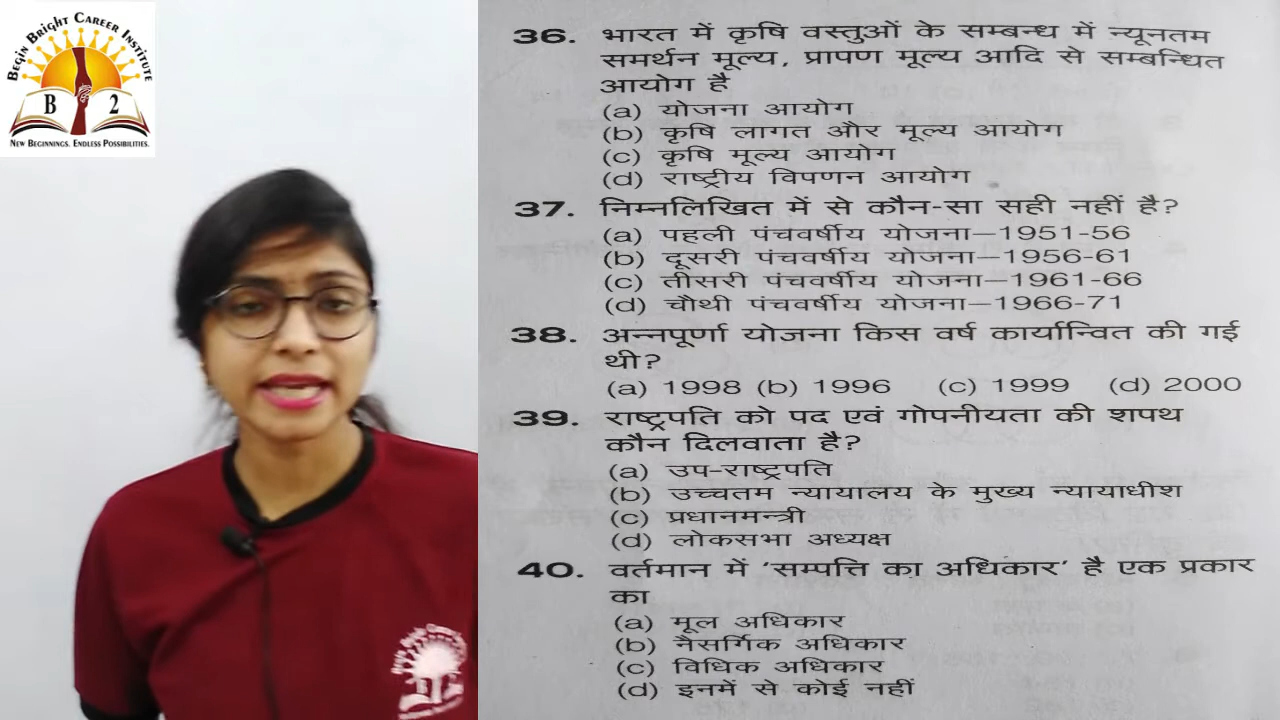 BEGIN BRIGHT CAREER INSTITUTE
B 2
NEW BEGINNINGS. ENDLESS POSSIBILITIES.
36. भारत में कृषि वस्तुओं के सम्बन्ध में न्यूनतम
समर्थन मूल्य, प्रापण मूल्य आदि से सम्बन्धित
आयोग है
(a) योजना आयोग
(b) कृषि लागत और मूल्य आयोग
(c) कृषि मूल्य आयोग
(d) राष्ट्रीय विपणन आयोग
37. निम्नलिखित में से कौन-सा सही नहीं है?
(a) पहली पंचवर्षीय योजना—1951-56
(b) दूसरी पंचवर्षीय योजना—1956-61
(c) तीसरी पंचवर्षीय योजना—1961-66
(d) चौथी पंचवर्षीय योजना—1966-71
38. अन्नपूर्णा योजना किस वर्ष कार्यान्वित की गई
थी?
(a) 1998 (b) 1996 (c) 1999 (d) 2000
39. राष्ट्रपति को पद एवं गोपनीयता की शपथ
कौन दिलवाता है?
(a) उप-राष्ट्रपति
(b) उच्चतम न्यायालय के मुख्य न्यायाधीश
(c) प्रधानमन्त्री
(d) लोकसभा अध्यक्ष
40. वर्तमान में 'सम्पत्ति का अधिकार' है एक प्रकार
का
(a) मूल अधिकार
(b) नैसर्गिक अधिकार
(c) विधिक अधिकार
(d) इनमें से कोई नहीं